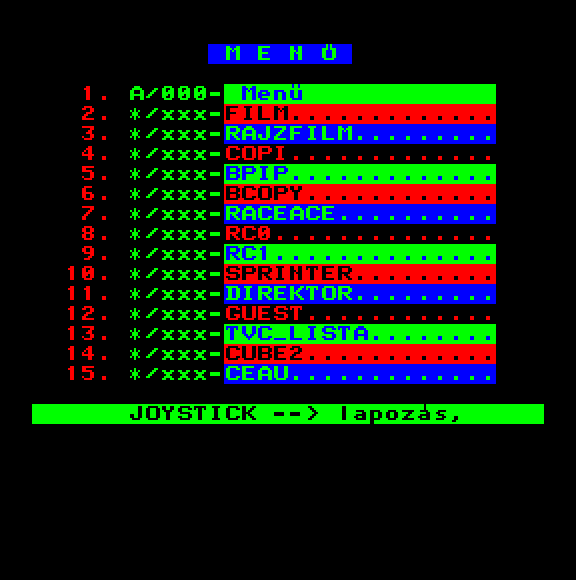 M E N Ü
1. A/000- Menü
2. */xxx-FILM.............
3. */xxx-RAJZFILM.........
4. */xxx-COPI.............
5. */xxx-BPIP.............
6. */xxx-BCOPY............
7. */xxx-RACEACE..........
8. */xxx-RC0..............
9. */xxx-RC1..............
10. */xxx-SPRINTER.........
11. */xxx-DIREKTOR.........
12. */xxx-GUEST............
13. */xxx-TVC_LISTA........
14. */xxx-CUBE2............
15. */xxx-CEAU.............
JOYSTICK --> lapozás,